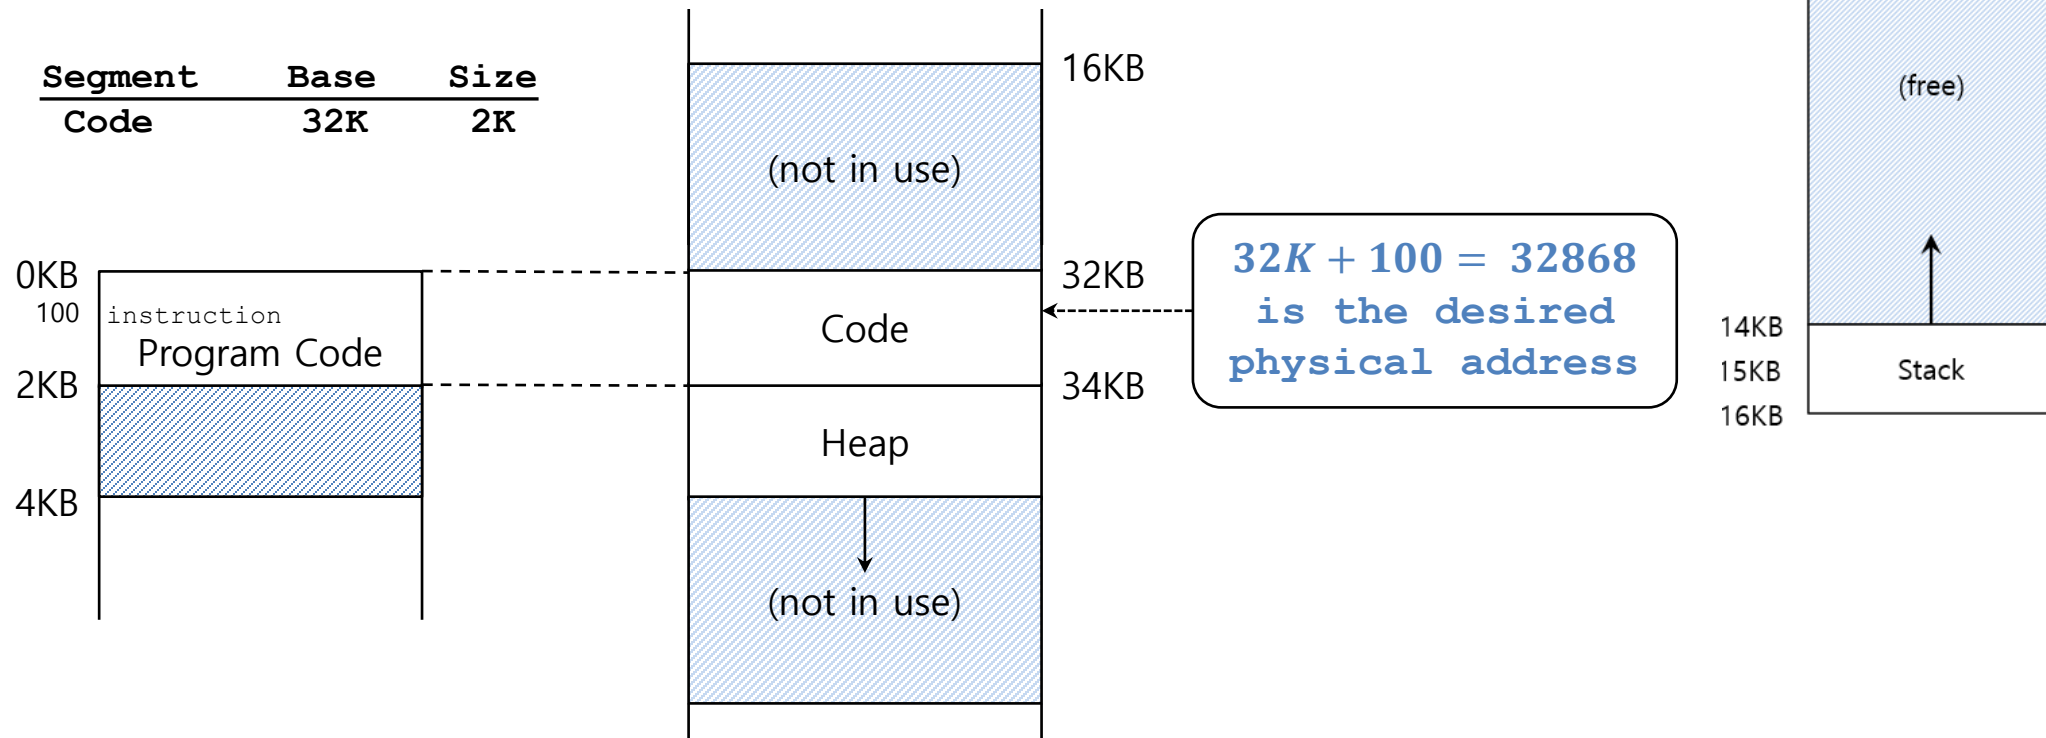 Segment Base Size
Code 32K 2K
0KB
100 instruction
Program Code
2KB
4KB
16KB
(not in use)
32KB
Code
34KB
Heap
(not in use)
32K + 100 = 32868
is the desired
physical address
(free)
14KB
15KB Stack
16KB